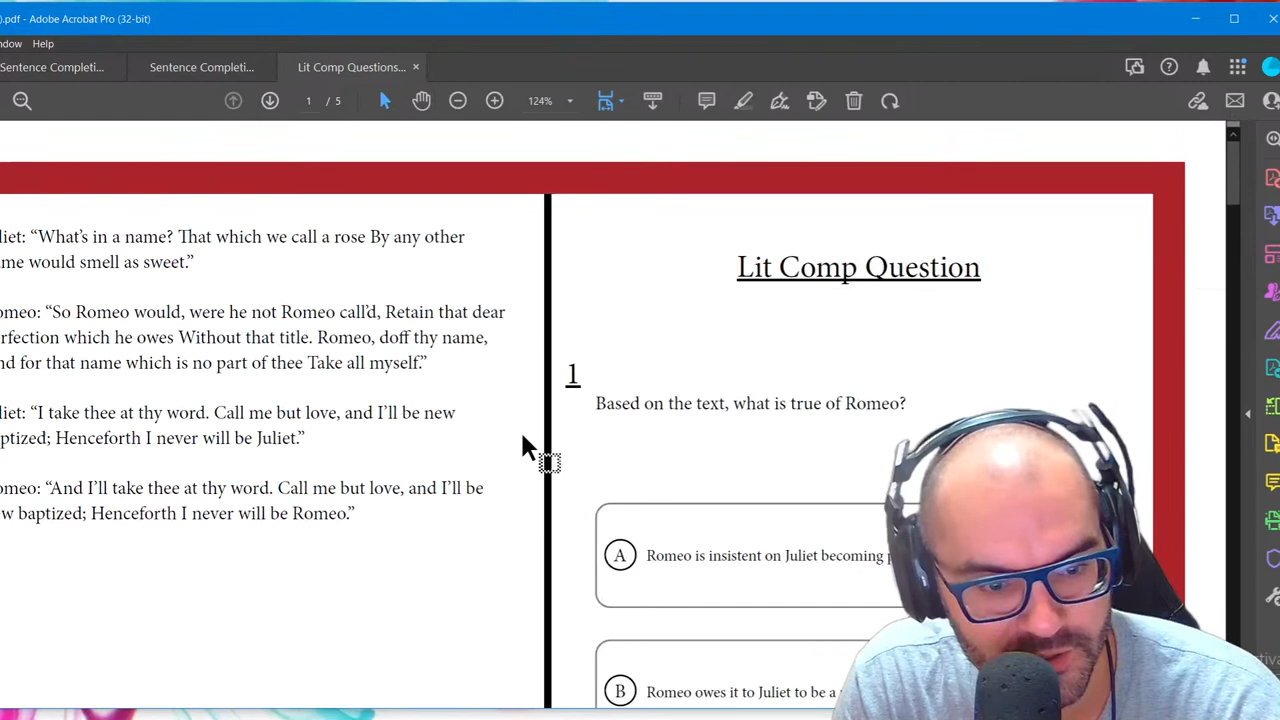 ).pdf - Adobe Acrobat Pro (32-bit)
ndow Help
Sentence Completi... Sentence Completi... Lit Comp Questions... ×
1 / 5 124%
liet: “What’s in a name? That which we call a rose By any other
ame would smell as sweet.”
omeo: “So Romeo would, were he not Romeo call’d, Retain that dear
rfection which he owes Without that title. Romeo, doff thy name,
nd for that name which is no part of thee Take all myself.”
liet: “I take thee at thy word. Call me but love, and I’ll be new
ptized; Henceforth I never will be Juliet.”
omeo: “And I’ll take thee at thy word. Call me but love, and I’ll be
w baptized; Henceforth I never will be Romeo.”
Lit Comp Question
1
Based on the text, what is true of Romeo?
A Romeo is insistent on Juliet becoming
B Romeo owes it to Juliet to be a